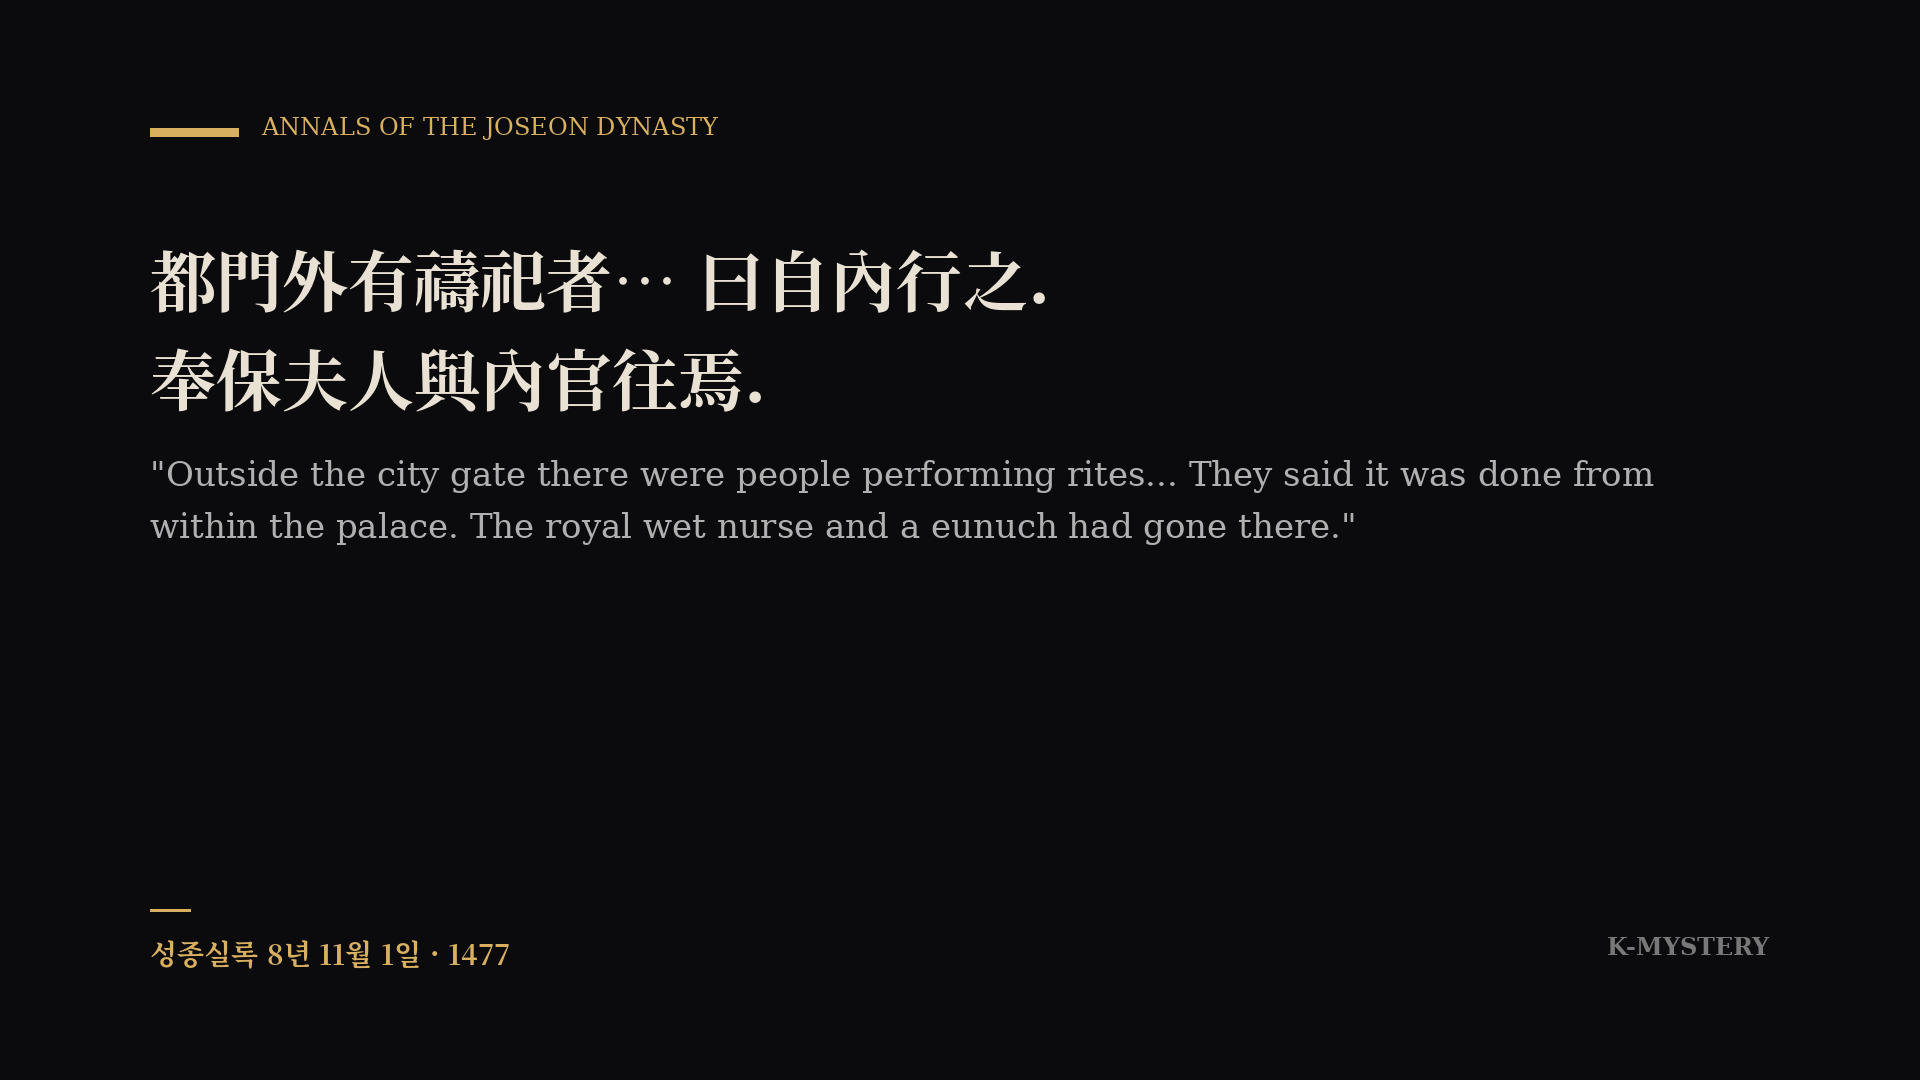 ANNALS OF THE JOSEON DYNASTY
都門外有禱祀者… 曰自內行之.
奉保夫人與內官往焉.
"Outside the city gate there were people performing rites... They said it was done from
within the palace. The royal wet nurse and a eunuch had gone there."
성종실록 8년 11월 1일 · 1477
K-MYSTERY